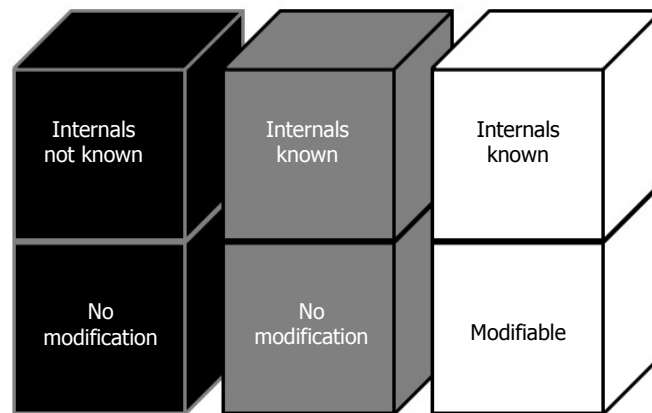 Internals
not known
Internals
known
Internals
known
No
modification
No
modification
Modifiable